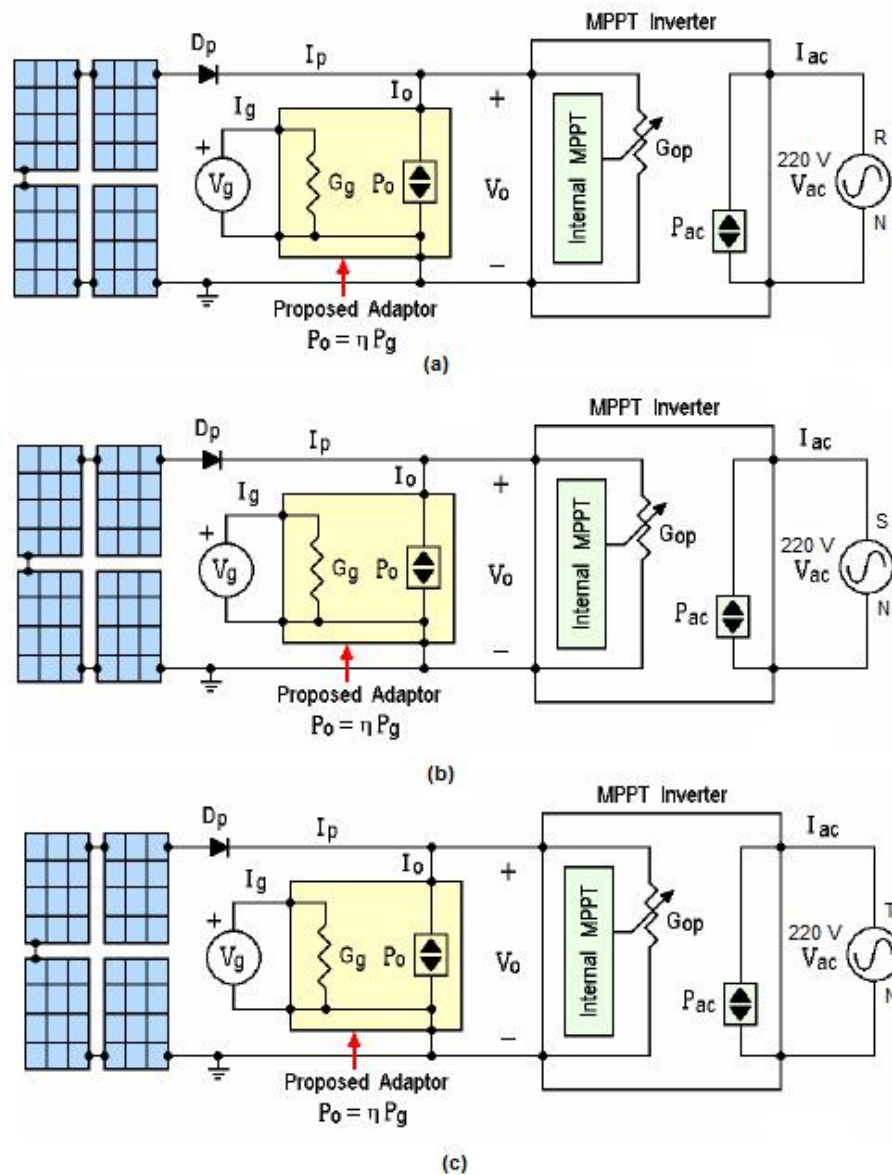 MPPT Inverter
Dp
Ip
Iac
Ig
Io
+
+
Vg
Gg
Po
Vo
Internal MPPT
Gop
Pac
220 V
Vac
R
N
–
Proposed Adaptor
Po = η Pg
(a)
MPPT Inverter
Dp
Ip
Iac
Ig
Io
+
+
Vg
Gg
Po
Vo
Internal MPPT
Gop
Pac
220 V
Vac
S
N
–
Proposed Adaptor
Po = η Pg
(b)
MPPT Inverter
Dp
Ip
Iac
Ig
Io
+
+
Vg
Gg
Po
Vo
Internal MPPT
Gop
Pac
220 V
Vac
T
N
–
Proposed Adaptor
Po = η Pg
(c)